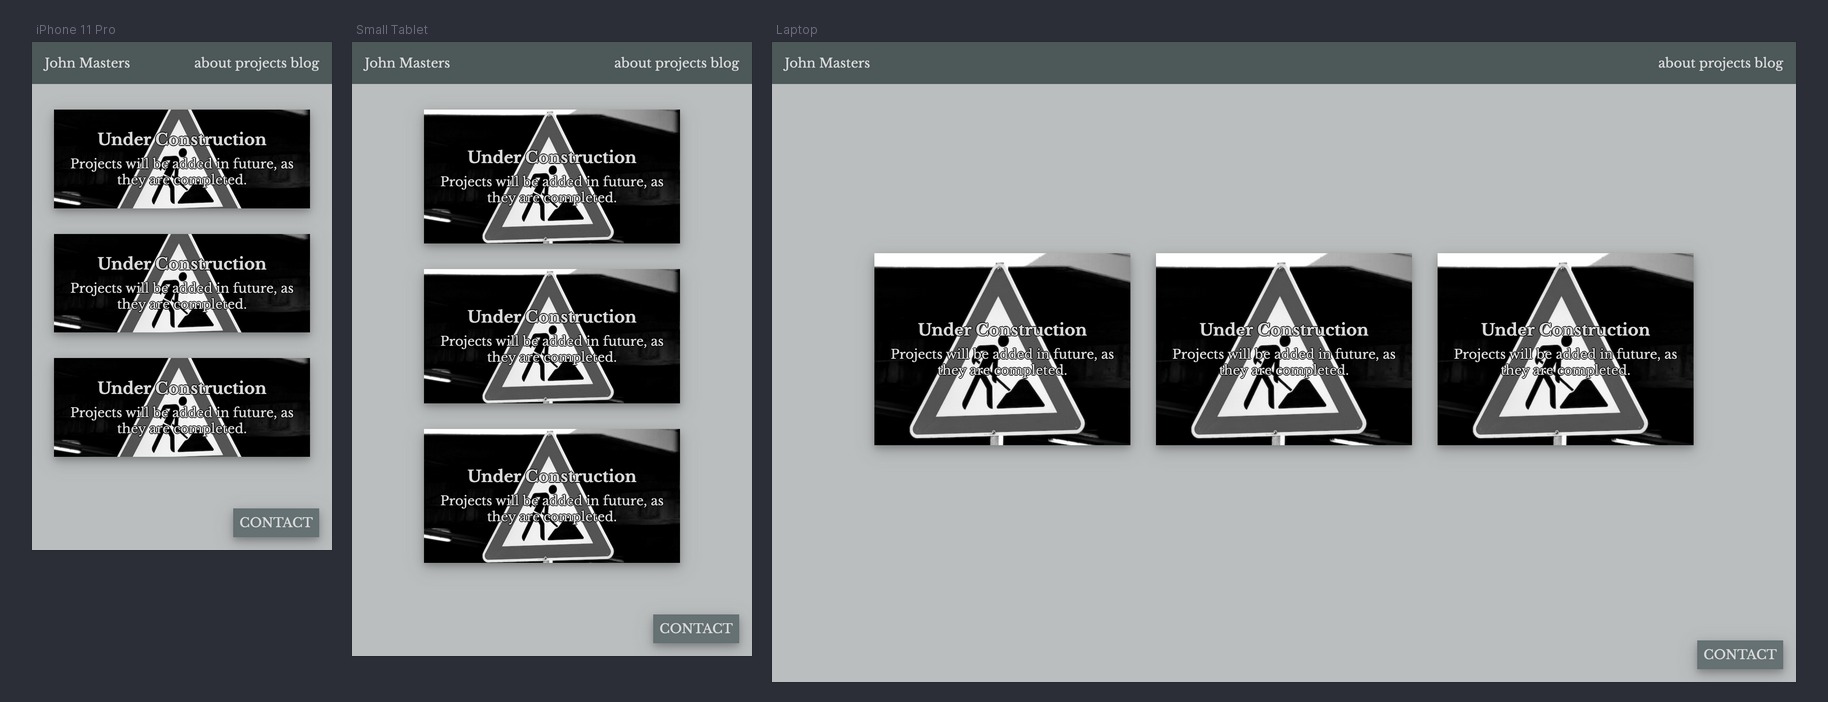 iPhone 11 Pro
John Masters
about projects blog
Under Construction
Projects will be added in future, as
they are completed.
Under Construction
Projects will be added in future, as
they are completed.
Under Construction
Projects will be added in future, as
they are completed.
CONTACT
Small Tablet
John Masters
about projects blog
Under Construction
Projects will be added in future, as
they are completed.
Under Construction
Projects will be added in future, as
they are completed.
Under Construction
Projects will be added in future, as
they are completed.
CONTACT
Laptop
John Masters
about projects blog
Under Construction
Projects will be added in future, as
they are completed.
Under Construction
Projects will be added in future, as
they are completed.
Under Construction
Projects will be added in future, as
they are completed.
CONTACT